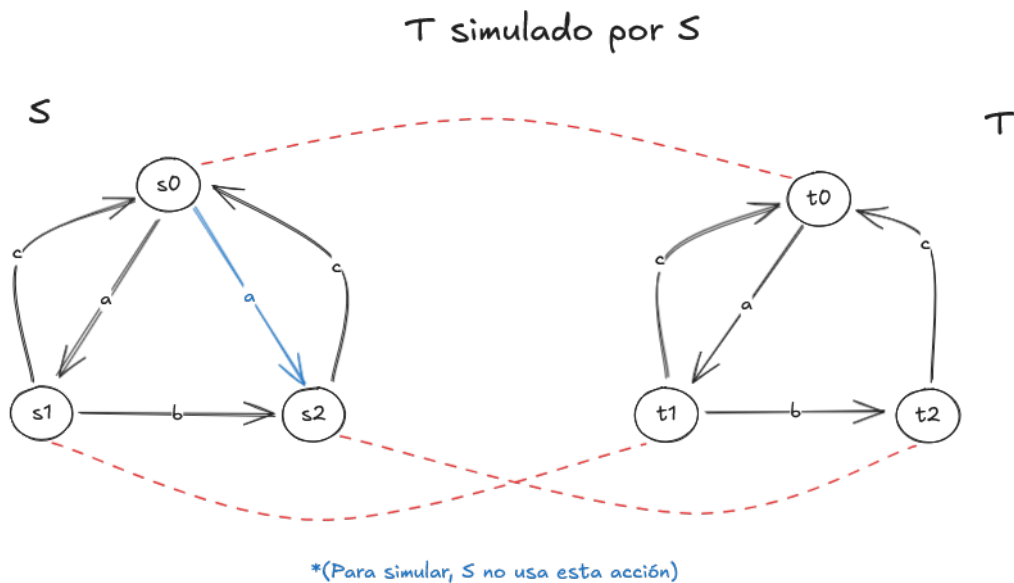 T simulado por S
S
T
s0
t0
c
a
a
c
c
a
c
s1
b
s2
t1
b
t2
*(Para simular, S no usa esta acción)